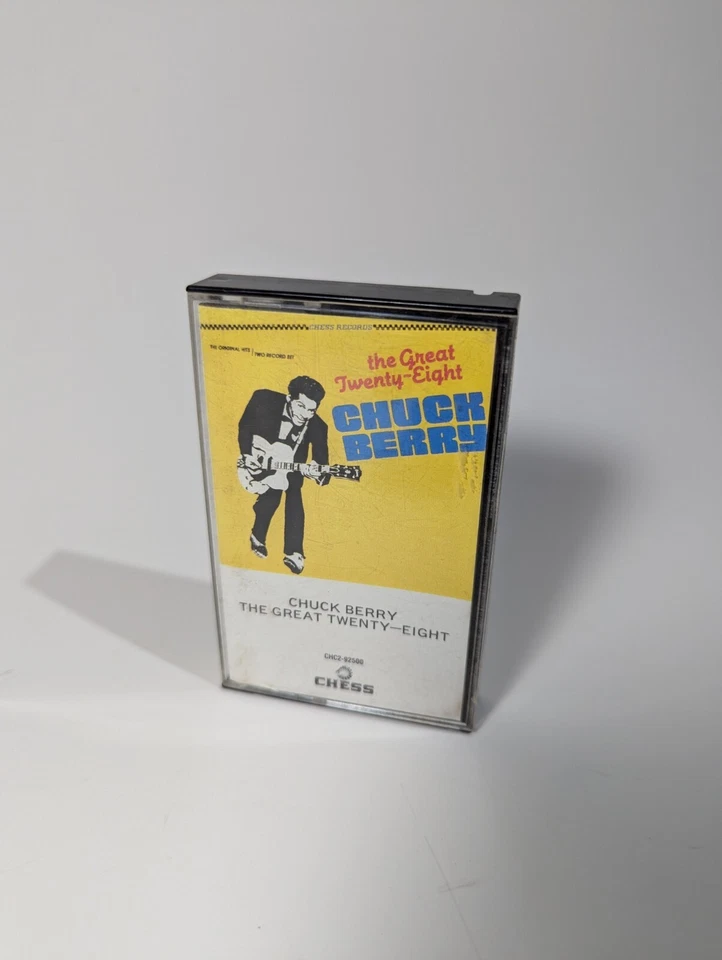 CHESS RECORDS
THE ORIGINAL HITS | TWO RECORD SET
the Great
Twenty-Eight
CHUCK
BERRY
CHUCK BERRY
THE GREAT TWENTY—EIGHT
CHC2-92500
CHESS